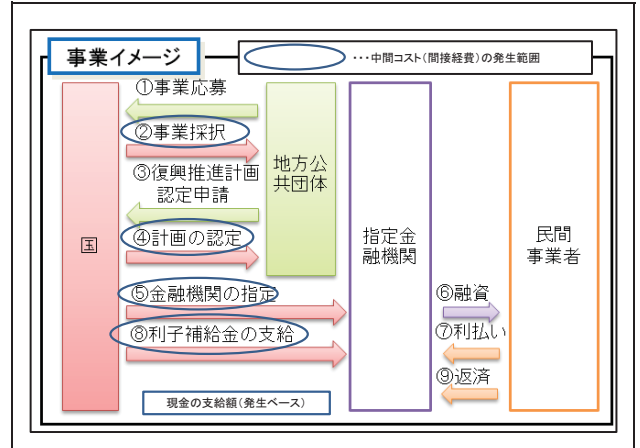 事業イメージ
・・・中間コスト(間接経費)の発生範囲
①事業応募
②事業採択
③復興推進計画
認定申請
④計画の認定
⑤金融機関の指定
⑧利子補給金の支給
国
地方公
共団体
指定金
融機関
民間
事業者
⑥融資
⑦利払い
⑨返済
現金の支給額(発生ベース)